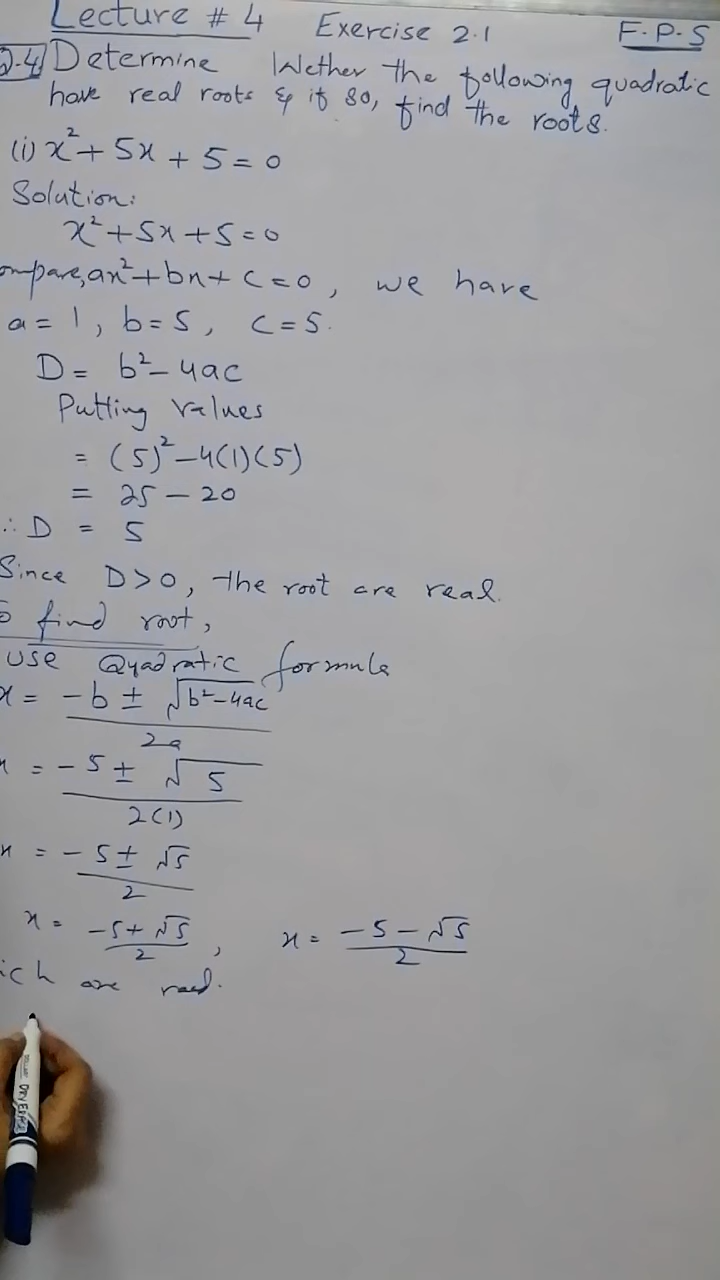 Lecture # 4 Exercise 2.1 F.P.S
Q.4 Determine Wether the following quadratic
have real roots & if so, find the roots.
(i) x² + 5x + 5 = 0
Solution:
x² + 5x + 5 = 0
ompare, ax² + bx + c = 0, we have
a = 1, b = 5, c = 5.
D = b² - 4ac
Putting values
= (5)² - 4(1)(5)
= 25 - 20
∴ D = 5
Since D > 0, the root are real.
o find root,
use Quadratic formula
x = -b ± √b²-4ac / 2a
x = -5 ± √5 / 2(1)
x = -5 ± √5 / 2
x = -5 + √5 / 2 , x = -5 - √5 / 2
ich are real.
DRY ERASE